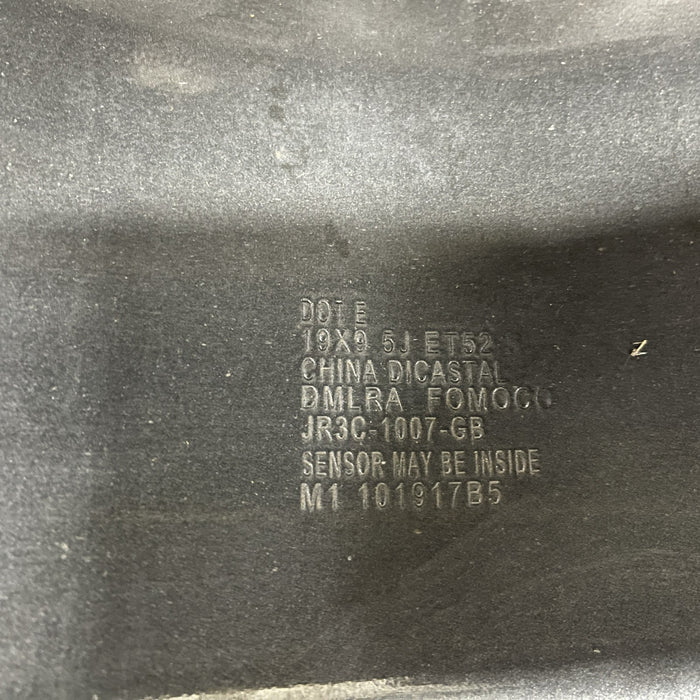 DOT E
19X9.5J ET52
CHINA DICASTAL
DMLRA FOMOCO
JR3C-1007-GB
SENSOR MAY BE INSIDE
M1 101917B5